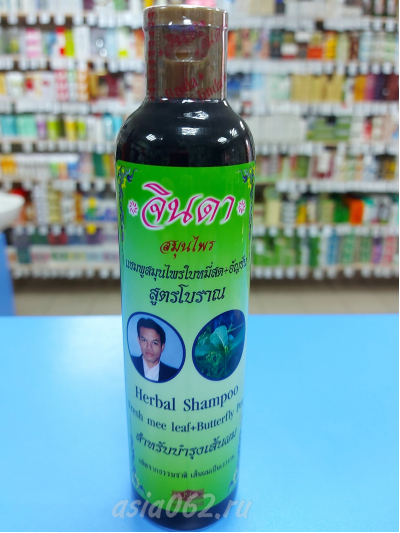 จินดา
สมุนไพร
แชมพูสมุนไพรใบหมี่สด+อัญชัน
สูตรโบราณ
Herbal Shampoo
Fresh mee leaf+Butterfly
สำหรับบำรุงเส้นผม
asia062.ru